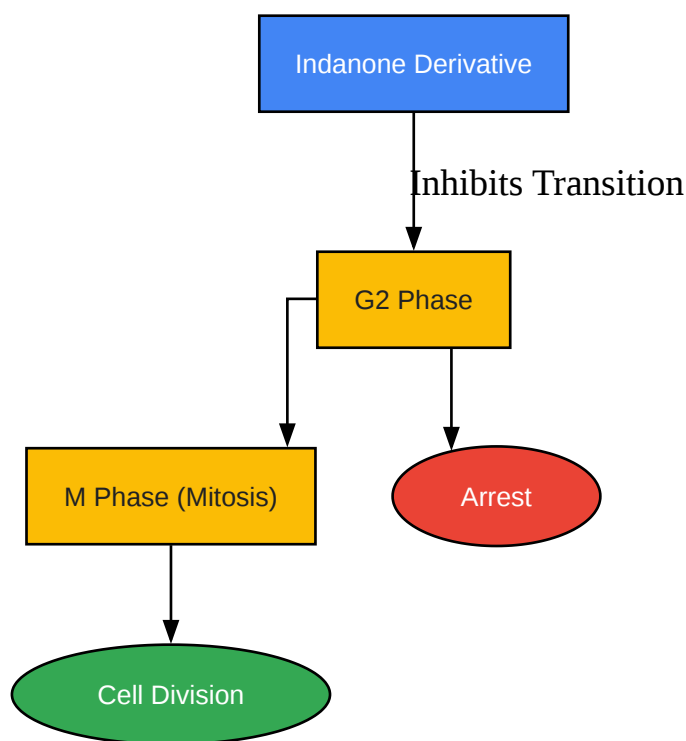 Indanone Derivative
Inhibits Transition
G2 Phase
M Phase (Mitosis)
Arrest
Cell Division